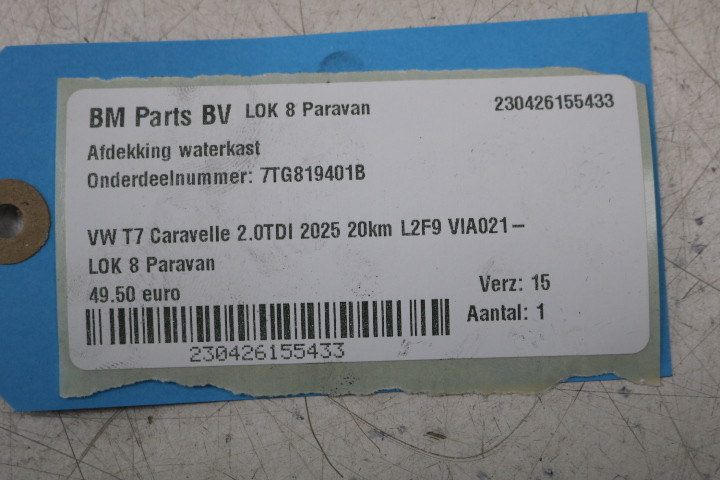 BM Parts BV LOK 8 Paravan 230426155433
Afdekking waterkast
Onderdeelnummer: 7TG819401B
VW T7 Caravelle 2.0TDI 2025 20km L2F9 VIA021-
LOK 8 Paravan
49.50 euro Verz: 15
Aantal: 1
230426155433